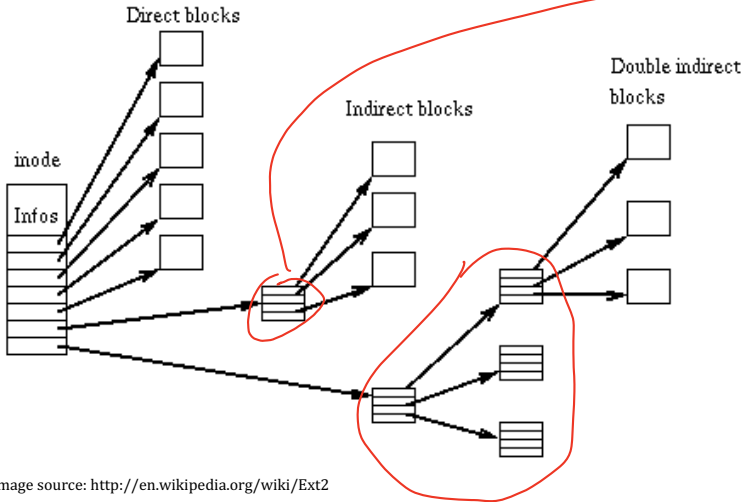 Direct blocks
Double indirect
blocks
Indirect blocks
inode
Infos
mage source: http://en.wikipedia.org/wiki/Ext2